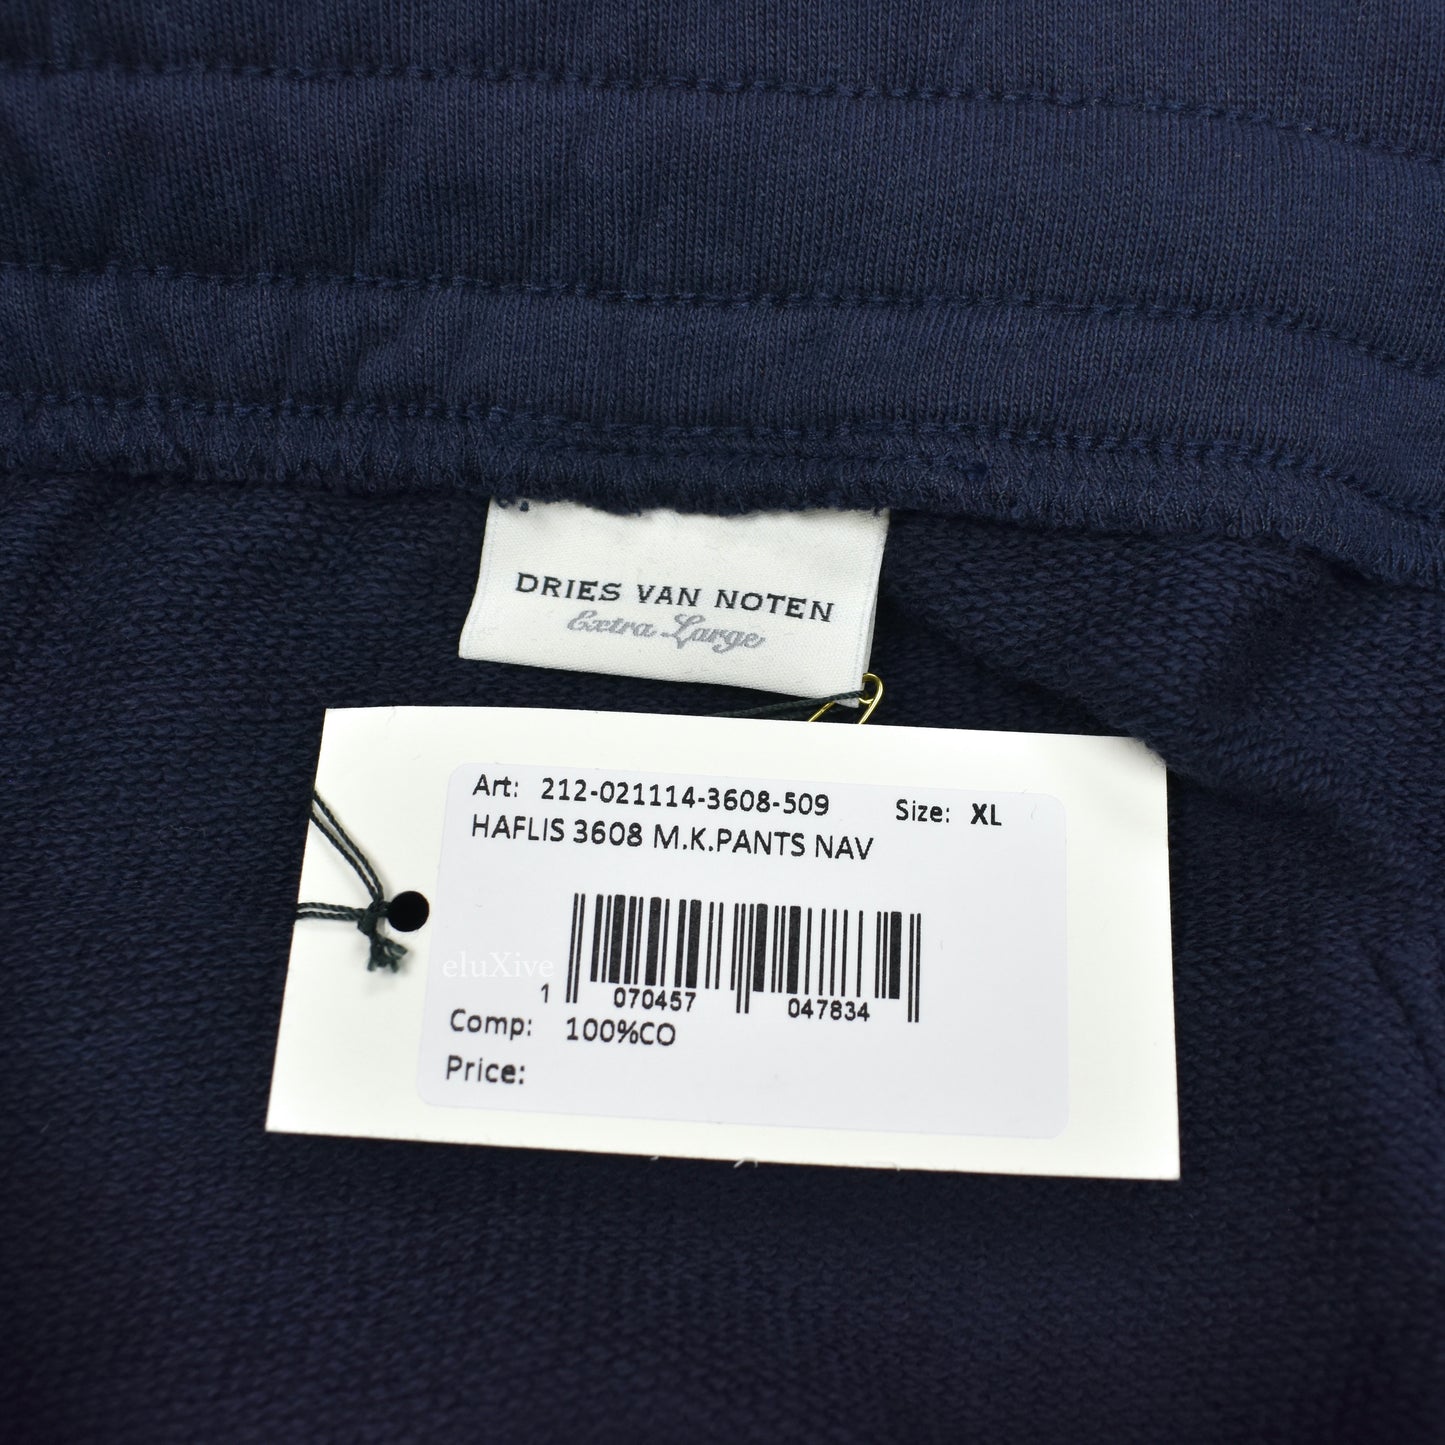 DRIES VAN NOTEN
Extra Large
Art: 212-021114-3608-509 Size: XL
HAFLIS 3608 M.K.PANTS NAV
eluXive
1 070457 047834
Comp: 100%CO
Price: